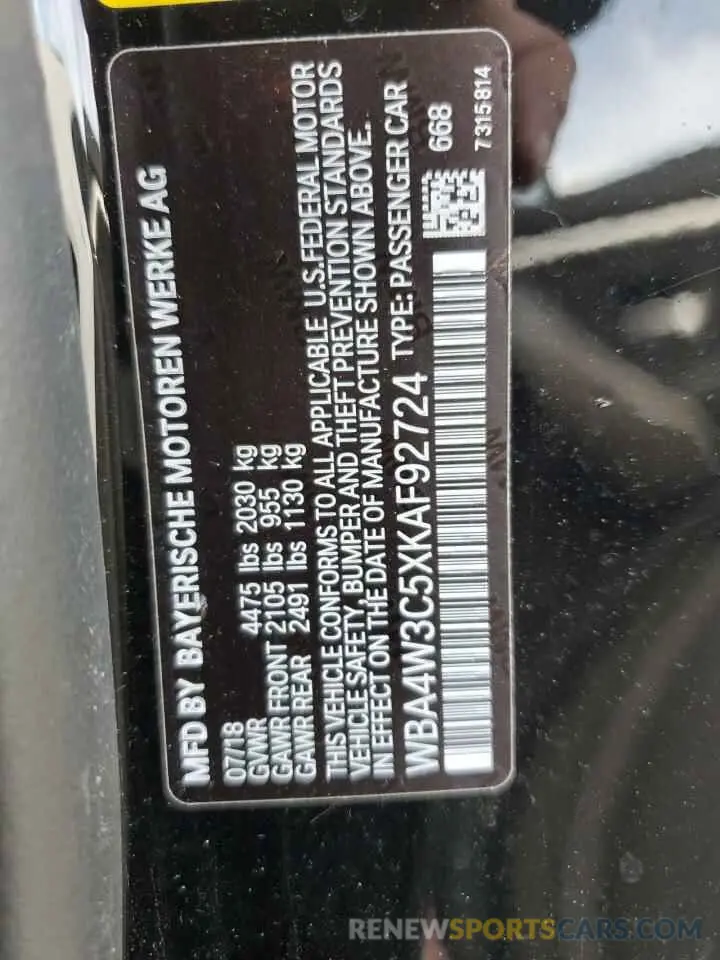 MFD BY BAYERISCHE MOTOREN WERKE AG
07/18
GVWR 4475 lbs 2030 kg
GAWR FRONT 2105 lbs 955 kg
GAWR REAR 2491 lbs 1130 kg
THIS VEHICLE CONFORMS TO ALL APPLICABLE U.S. FEDERAL MOTOR
VEHICLE SAFETY, BUMPER AND THEFT PREVENTION STANDARDS
IN EFFECT ON THE DATE OF MANUFACTURE SHOWN ABOVE.
WBA4W3C5XKAF92724 TYPE: PASSENGER CAR
668
7315814
RENEWSPORTSCARS.COM